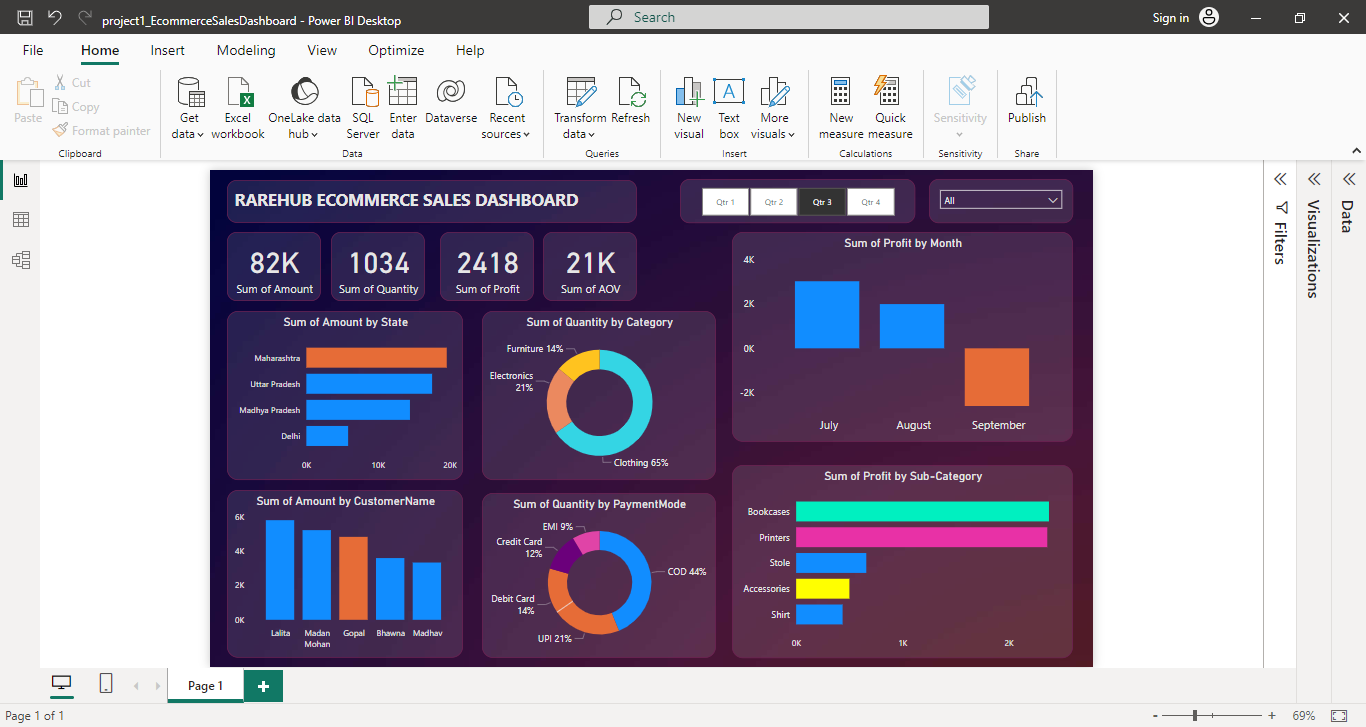 project1_EcommerceSalesDashboard - Power BI Desktop
Search
Sign in
File Home Insert Modeling View Optimize Help
Paste
Cut
Copy
Format painter
Clipboard
Get data
Excel workbook
OneLake data hub
SQL Server
Enter data
Dataverse
Recent sources
Data
Transform data
Refresh
Queries
New visual
Text box
More visuals
Insert
New measure
Quick measure
Calculations
Sensitivity
Sensitivity
Publish
Share
RAREHUB ECOMMERCE SALES DASHBOARD
Qtr 1 Qtr 2 Qtr 3 Qtr 4
All
82K
Sum of Amount
1034
Sum of Quantity
2418
Sum of Profit
21K
Sum of AOV
Sum of Profit by Month
4K
2K
0K
-2K
July August September
Sum of Amount by State
Maharashtra
Uttar Pradesh
Madhya Pradesh
Delhi
0K 10K 20K
Sum of Quantity by Category
Furniture 14%
Electronics
21%
Clothing 65%
Sum of Profit by Sub-Category
Bookcases
Printers
Stole
Accessories
Shirt
0K 1K 2K
Sum of Amount by CustomerName
6K
4K
2K
0K
Lalita Madan Mohan Gopal Bhawna Madhav
Sum of Quantity by PaymentMode
EMI 9%
Credit Card
12%
COD 44%
Debit Card
14%
UPI 21%
Filters
Visualizations
Data
Page 1
+
Page 1 of 1
- + 69%